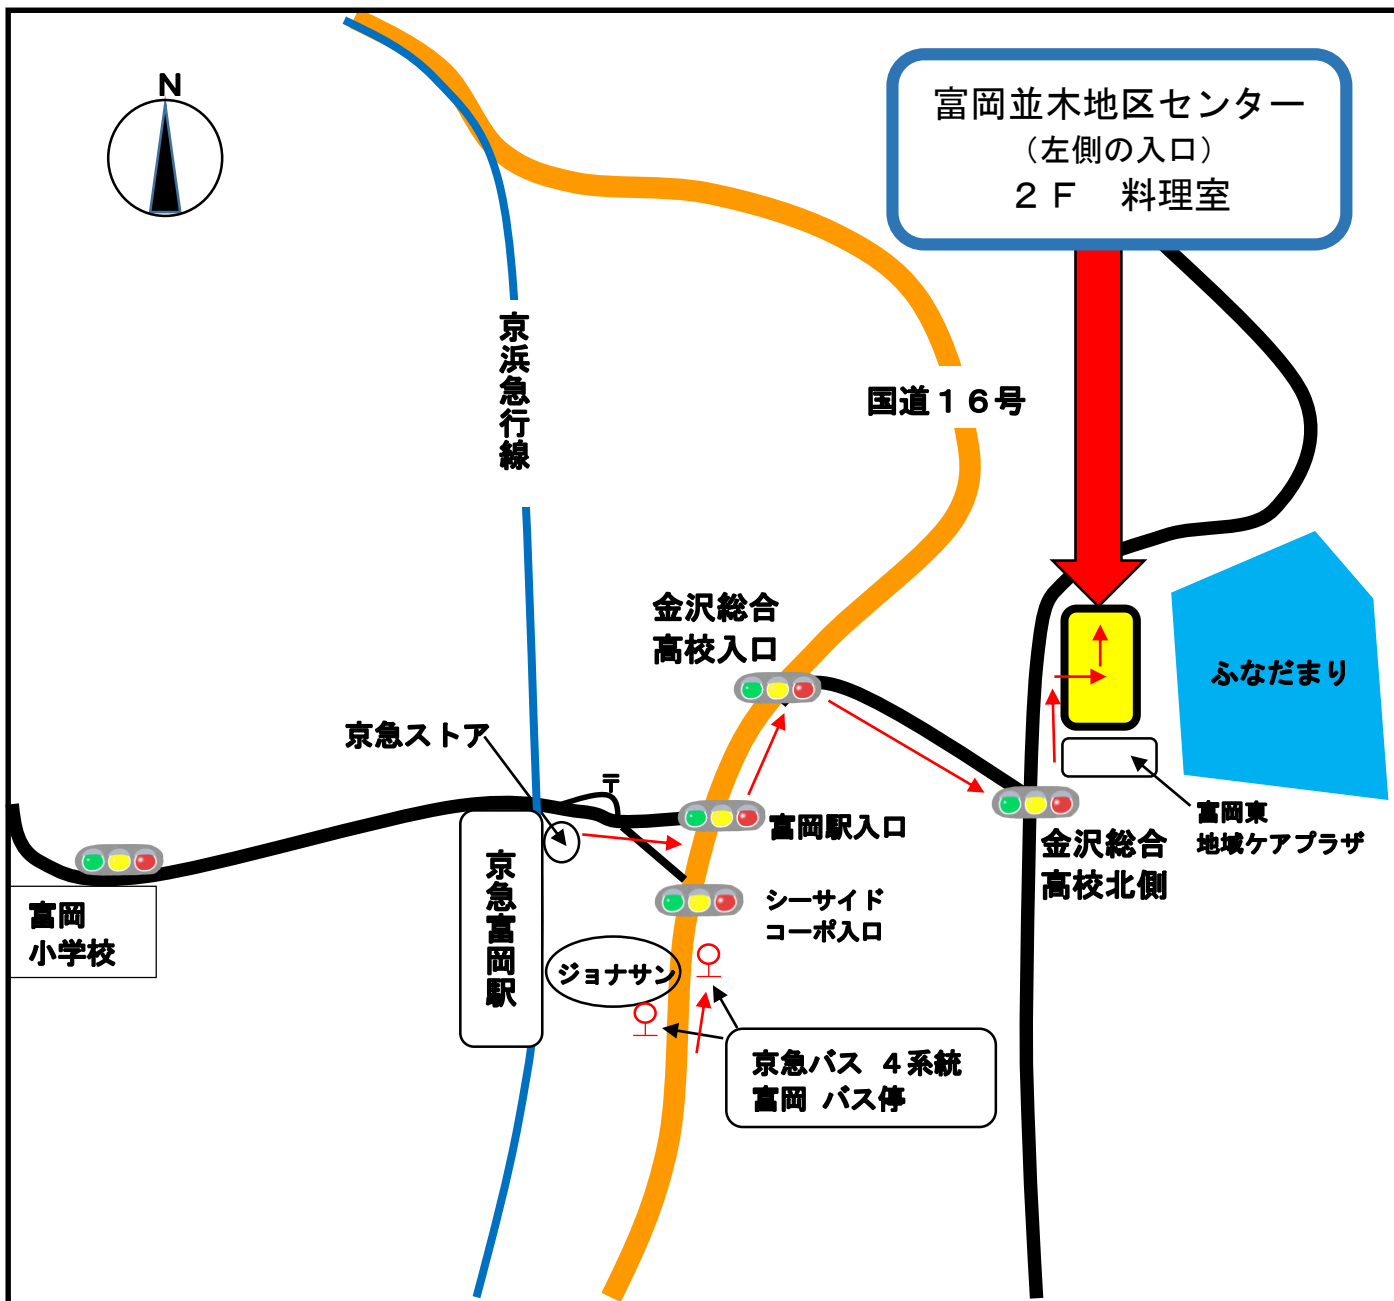 N
富岡並木地区センター
（左側の入口）
２Ｆ　料理室
京浜急行線
国道１６号
金沢総合
高校入口
ふなだまり
京急ストア
〒
富岡駅入口
富岡東
地域ケアプラザ
金沢総合
高校北側
京急富岡駅
シーサイド
コーポ入口
富岡
小学校
ジョナサン
京急バス ４系統
富岡 バス停